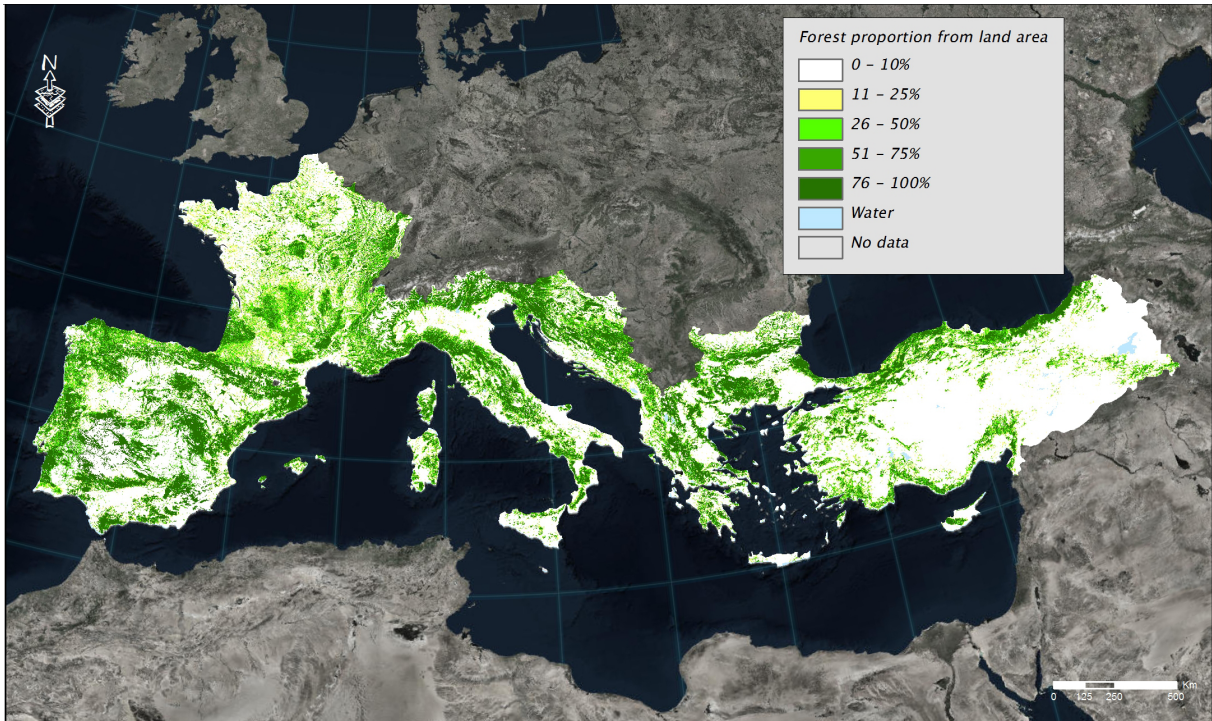 N
Forest proportion from land area
0 – 10%
11 – 25%
26 – 50%
51 – 75%
76 – 100%
Water
No data
Km
0 125 250 500